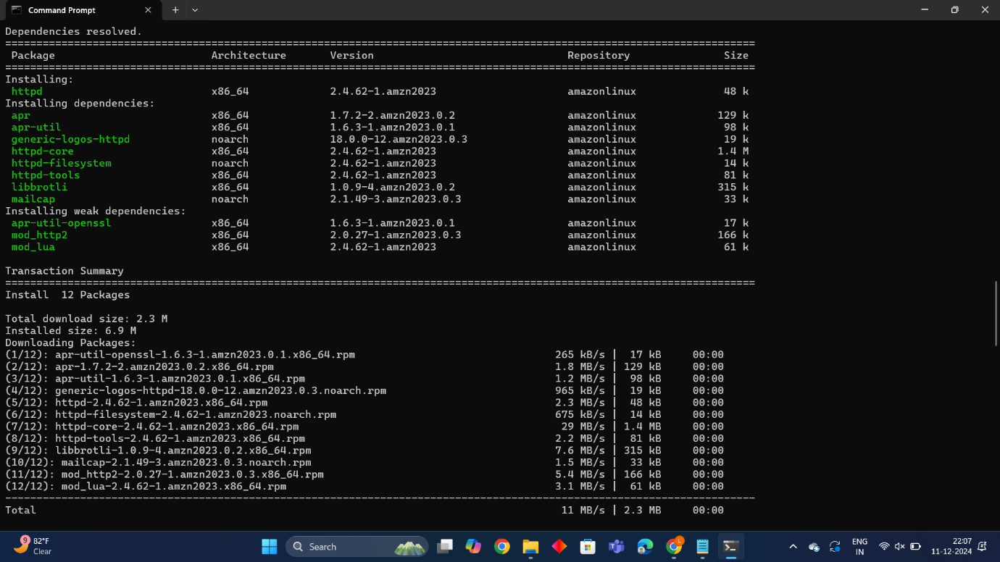 Command Prompt
Dependencies resolved.
================================================================================
Package Architecture Version Repository Size
================================================================================
Installing:
httpd x86_64 2.4.62-1.amzn2023 amazonlinux 48 k
Installing dependencies:
apr x86_64 1.7.2-2.amzn2023.0.2 amazonlinux 129 k
apr-util x86_64 1.6.3-1.amzn2023.0.1 amazonlinux 98 k
generic-logos-httpd noarch 18.0.0-12.amzn2023.0.3 amazonlinux 19 k
httpd-core x86_64 2.4.62-1.amzn2023 amazonlinux 1.4 M
httpd-filesystem noarch 2.4.62-1.amzn2023 amazonlinux 14 k
httpd-tools x86_64 2.4.62-1.amzn2023 amazonlinux 81 k
libbrotli x86_64 1.0.9-4.amzn2023.0.2 amazonlinux 315 k
mailcap noarch 2.1.49-3.amzn2023.0.3 amazonlinux 33 k
Installing weak dependencies:
apr-util-openssl x86_64 1.6.3-1.amzn2023.0.1 amazonlinux 17 k
mod_http2 x86_64 2.0.27-1.amzn2023.0.3 amazonlinux 166 k
mod_lua x86_64 2.4.62-1.amzn2023 amazonlinux 61 k
Transaction Summary
================================================================================
Install 12 Packages
Total download size: 2.3 M
Installed size: 6.9 M
Downloading Packages:
(1/12): apr-util-openssl-1.6.3-1.amzn2023.0.1.x86_64.rpm 265 kB/s | 17 kB 00:00
(2/12): apr-1.7.2-2.amzn2023.0.2.x86_64.rpm 1.8 MB/s | 129 kB 00:00
(3/12): apr-util-1.6.3-1.amzn2023.0.1.x86_64.rpm 1.2 MB/s | 98 kB 00:00
(4/12): generic-logos-httpd-18.0.0-12.amzn2023.0.3.noarch.rpm 965 kB/s | 19 kB 00:00
(5/12): httpd-2.4.62-1.amzn2023.x86_64.rpm 2.3 MB/s | 48 kB 00:00
(6/12): httpd-filesystem-2.4.62-1.amzn2023.noarch.rpm 675 kB/s | 14 kB 00:00
(7/12): httpd-core-2.4.62-1.amzn2023.x86_64.rpm 29 MB/s | 1.4 MB 00:00
(8/12): httpd-tools-2.4.62-1.amzn2023.x86_64.rpm 2.2 MB/s | 81 kB 00:00
(9/12): libbrotli-1.0.9-4.amzn2023.0.2.x86_64.rpm 7.6 MB/s | 315 kB 00:00
(10/12): mailcap-2.1.49-3.amzn2023.0.3.noarch.rpm 1.5 MB/s | 33 kB 00:00
(11/12): mod_http2-2.0.27-1.amzn2023.0.3.x86_64.rpm 5.4 MB/s | 166 kB 00:00
(12/12): mod_lua-2.4.62-1.amzn2023.x86_64.rpm 3.1 MB/s | 61 kB 00:00
--------------------------------------------------------------------------------
Total 11 MB/s | 2.3 MB 00:00
9
82°F
Clear
Search
L
ENG
IN
22:07
11-12-2024